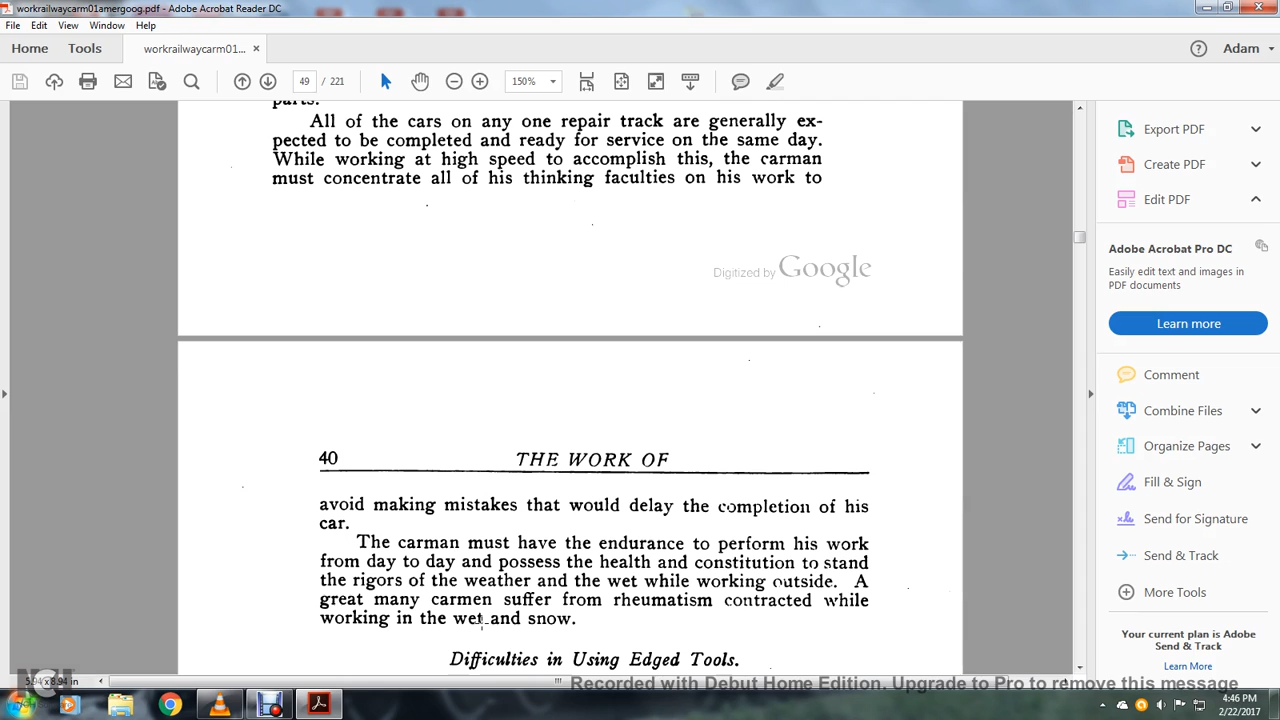 workrailwaycarm01amergoog.pdf - Adobe Acrobat Reader DC
File Edit View Window Help
Home Tools workrailwaycarm01... × Adam
49 / 221 150%
parts.
All of the cars on any one repair track are generally ex-
pected to be completed and ready for service on the same day.
While working at high speed to accomplish this, the carman
must concentrate all of his thinking faculties on his work to
Digitized by Google
40 THE WORK OF
avoid making mistakes that would delay the completion of his
car.
The carman must have the endurance to perform his work
from day to day and possess the health and constitution to stand
the rigors of the weather and the wet while working outside. A
great many carmen suffer from rheumatism contracted while
working in the wet and snow.
Difficulties in Using Edged Tools.
5.94 x 8.94 in
Export PDF
Create PDF
Edit PDF
Adobe Acrobat Pro DC
Easily edit text and images in
PDF documents
Learn more
Comment
Combine Files
Organize Pages
Fill & Sign
Send for Signature
Send & Track
More Tools
Your current plan is Adobe
Send & Track
Learn More
Recorded with Debut Home Edition. Upgrade to Pro to remove this message
4:46 PM
2/22/2017